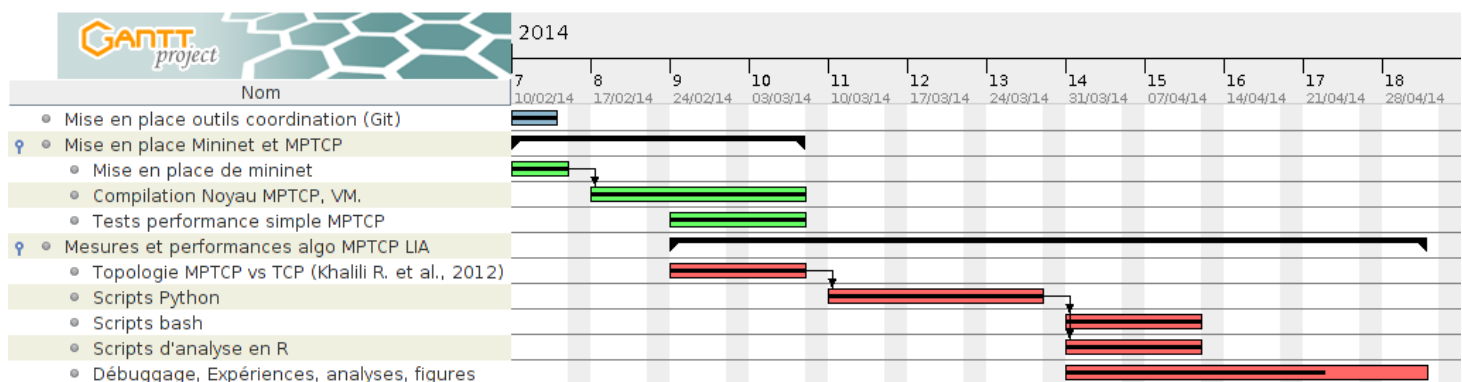 GANTT
project
2014
7 8 9 10 11 12 13 14 15 16 17 18
10/02/14 17/02/14 24/02/14 03/03/14 10/03/14 17/03/14 24/03/14 31/03/14 07/04/14 14/04/14 21/04/14 28/04/14
Nom
Mise en place outils coordination (Git)
Mise en place Mininet et MPTCP
Mise en place de mininet
Compilation Noyau MPTCP, VM.
Tests performance simple MPTCP
Mesures et performances algo MPTCP LIA
Topologie MPTCP vs TCP (Khalili R. et al., 2012)
Scripts Python
Scripts bash
Scripts d'analyse en R
Débuggage, Expériences, analyses, figures